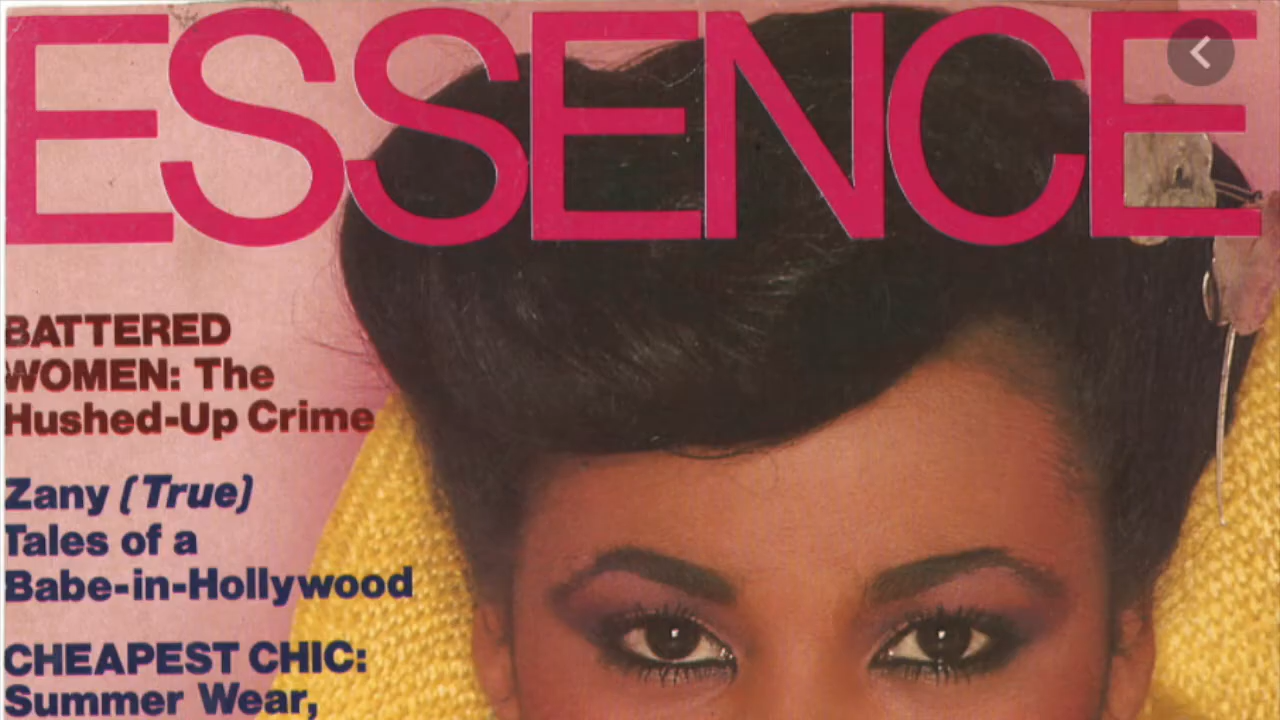 ESSENCE
BATTERED
WOMEN: The
Hushed-Up Crime
Zany (True)
Tales of a
Babe-in-Hollywood
CHEAPEST CHIC:
Summer Wear,